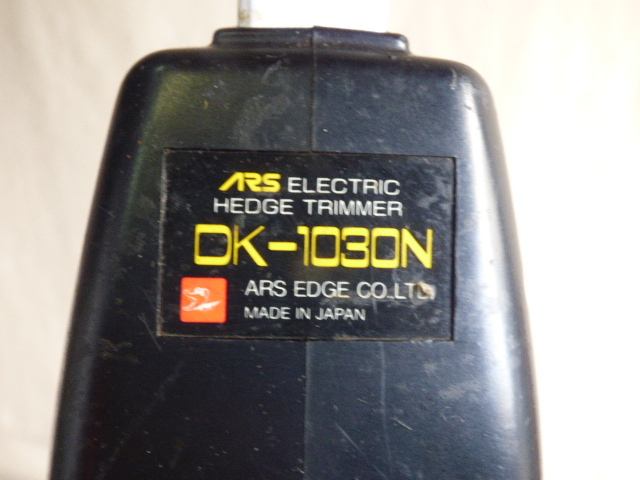 ARS ELECTRIC
HEDGE TRIMMER
DK-1030N
ARS EDGE CO.LTD.
MADE IN JAPAN